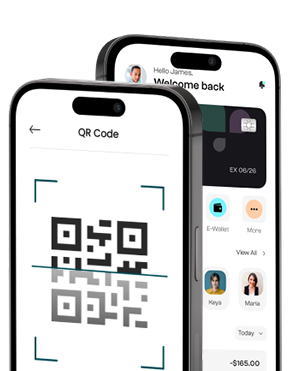 QR Code
Hello James,
Welcome back
EX 06/26
E-Wallet
More
View All
Keya
Maria
Today
-$165.00